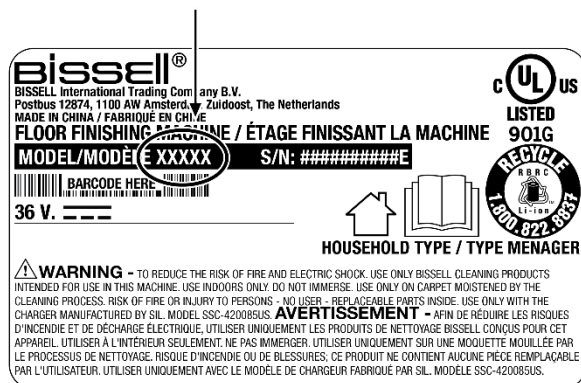 BISSELL®
BISSELL International Trading Company B.V.
Postbus 12874, 1100 AW Amsterdam Zuidoost, The Netherlands
MADE IN CHINA / FABRIQUÉ EN CHINE
FLOOR FINISHING MACHINE / ÉTAGE FINISSANT LA MACHINE
MODEL/MODÈLE XXXXX S/N: ##########E
BARCODE HERE
36 V.
C UL US
LISTED
901G
RECYCLE
RBRC
Li-ion
1.800.822.8837
HOUSEHOLD TYPE / TYPE MENAGER
WARNING - TO REDUCE THE RISK OF FIRE AND ELECTRIC SHOCK. USE ONLY BISSELL CLEANING PRODUCTS
INTENDED FOR USE IN THIS MACHINE. USE INDOORS ONLY. DO NOT IMMERSE. USE ONLY ON CARPET MOISTENED BY THE
CLEANING PROCESS. RISK OF FIRE OR INJURY TO PERSONS - NO USER - REPLACEABLE PARTS INSIDE. USE ONLY WITH THE
CHARGER MANUFACTURED BY SIL. MODEL SSC-420085US. AVERTISSEMENT - AFIN DE RÉDUIRE LES RISQUES
D'INCENDIE ET DE DÉCHARGE ÉLECTRIQUE, UTILISER UNIQUEMENT LES PRODUITS DE NETTOYAGE BISSELL CONÇUS POUR CET
APPAREIL. UTILISER À L'INTÉRIEUR SEULEMENT. NE PAS IMMERGER. UTILISER UNIQUEMENT SUR UNE MOQUETTE MOUILLÉE PAR
LE PROCESSUS DE NETTOYAGE. RISQUE D'INCENDIE OU DE BLESSURES; CE PRODUIT NE CONTIENT AUCUNE PIÈCE REMPLAÇABLE
PAR L'UTILISATEUR. UTILISER UNIQUEMENT AVEC LE MODÈLE DE CHARGEUR FABRIQUÉ PAR SIL. MODÈLE SSC-420085US.